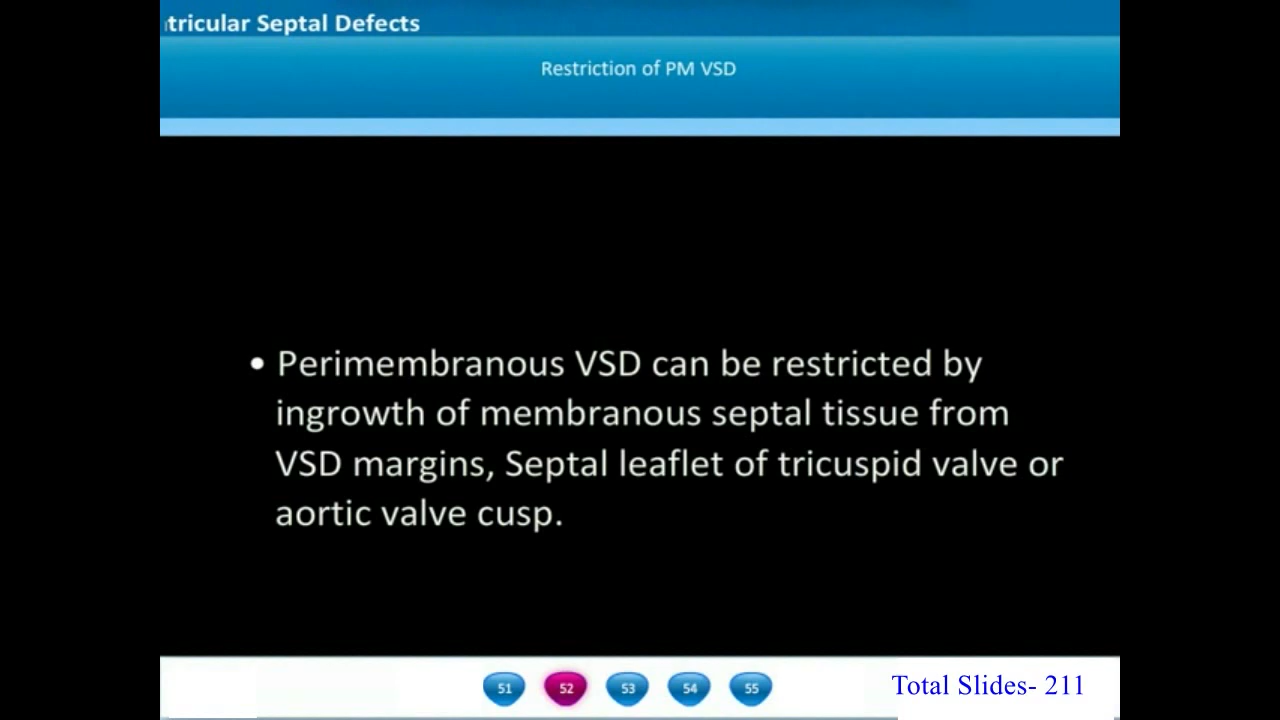 tricular Septal Defects
Restriction of PM VSD
• Perimembranous VSD can be restricted by
ingrowth of membranous septal tissue from
VSD margins, Septal leaflet of tricuspid valve or
aortic valve cusp.
51 52 53 54 55
Total Slides- 211